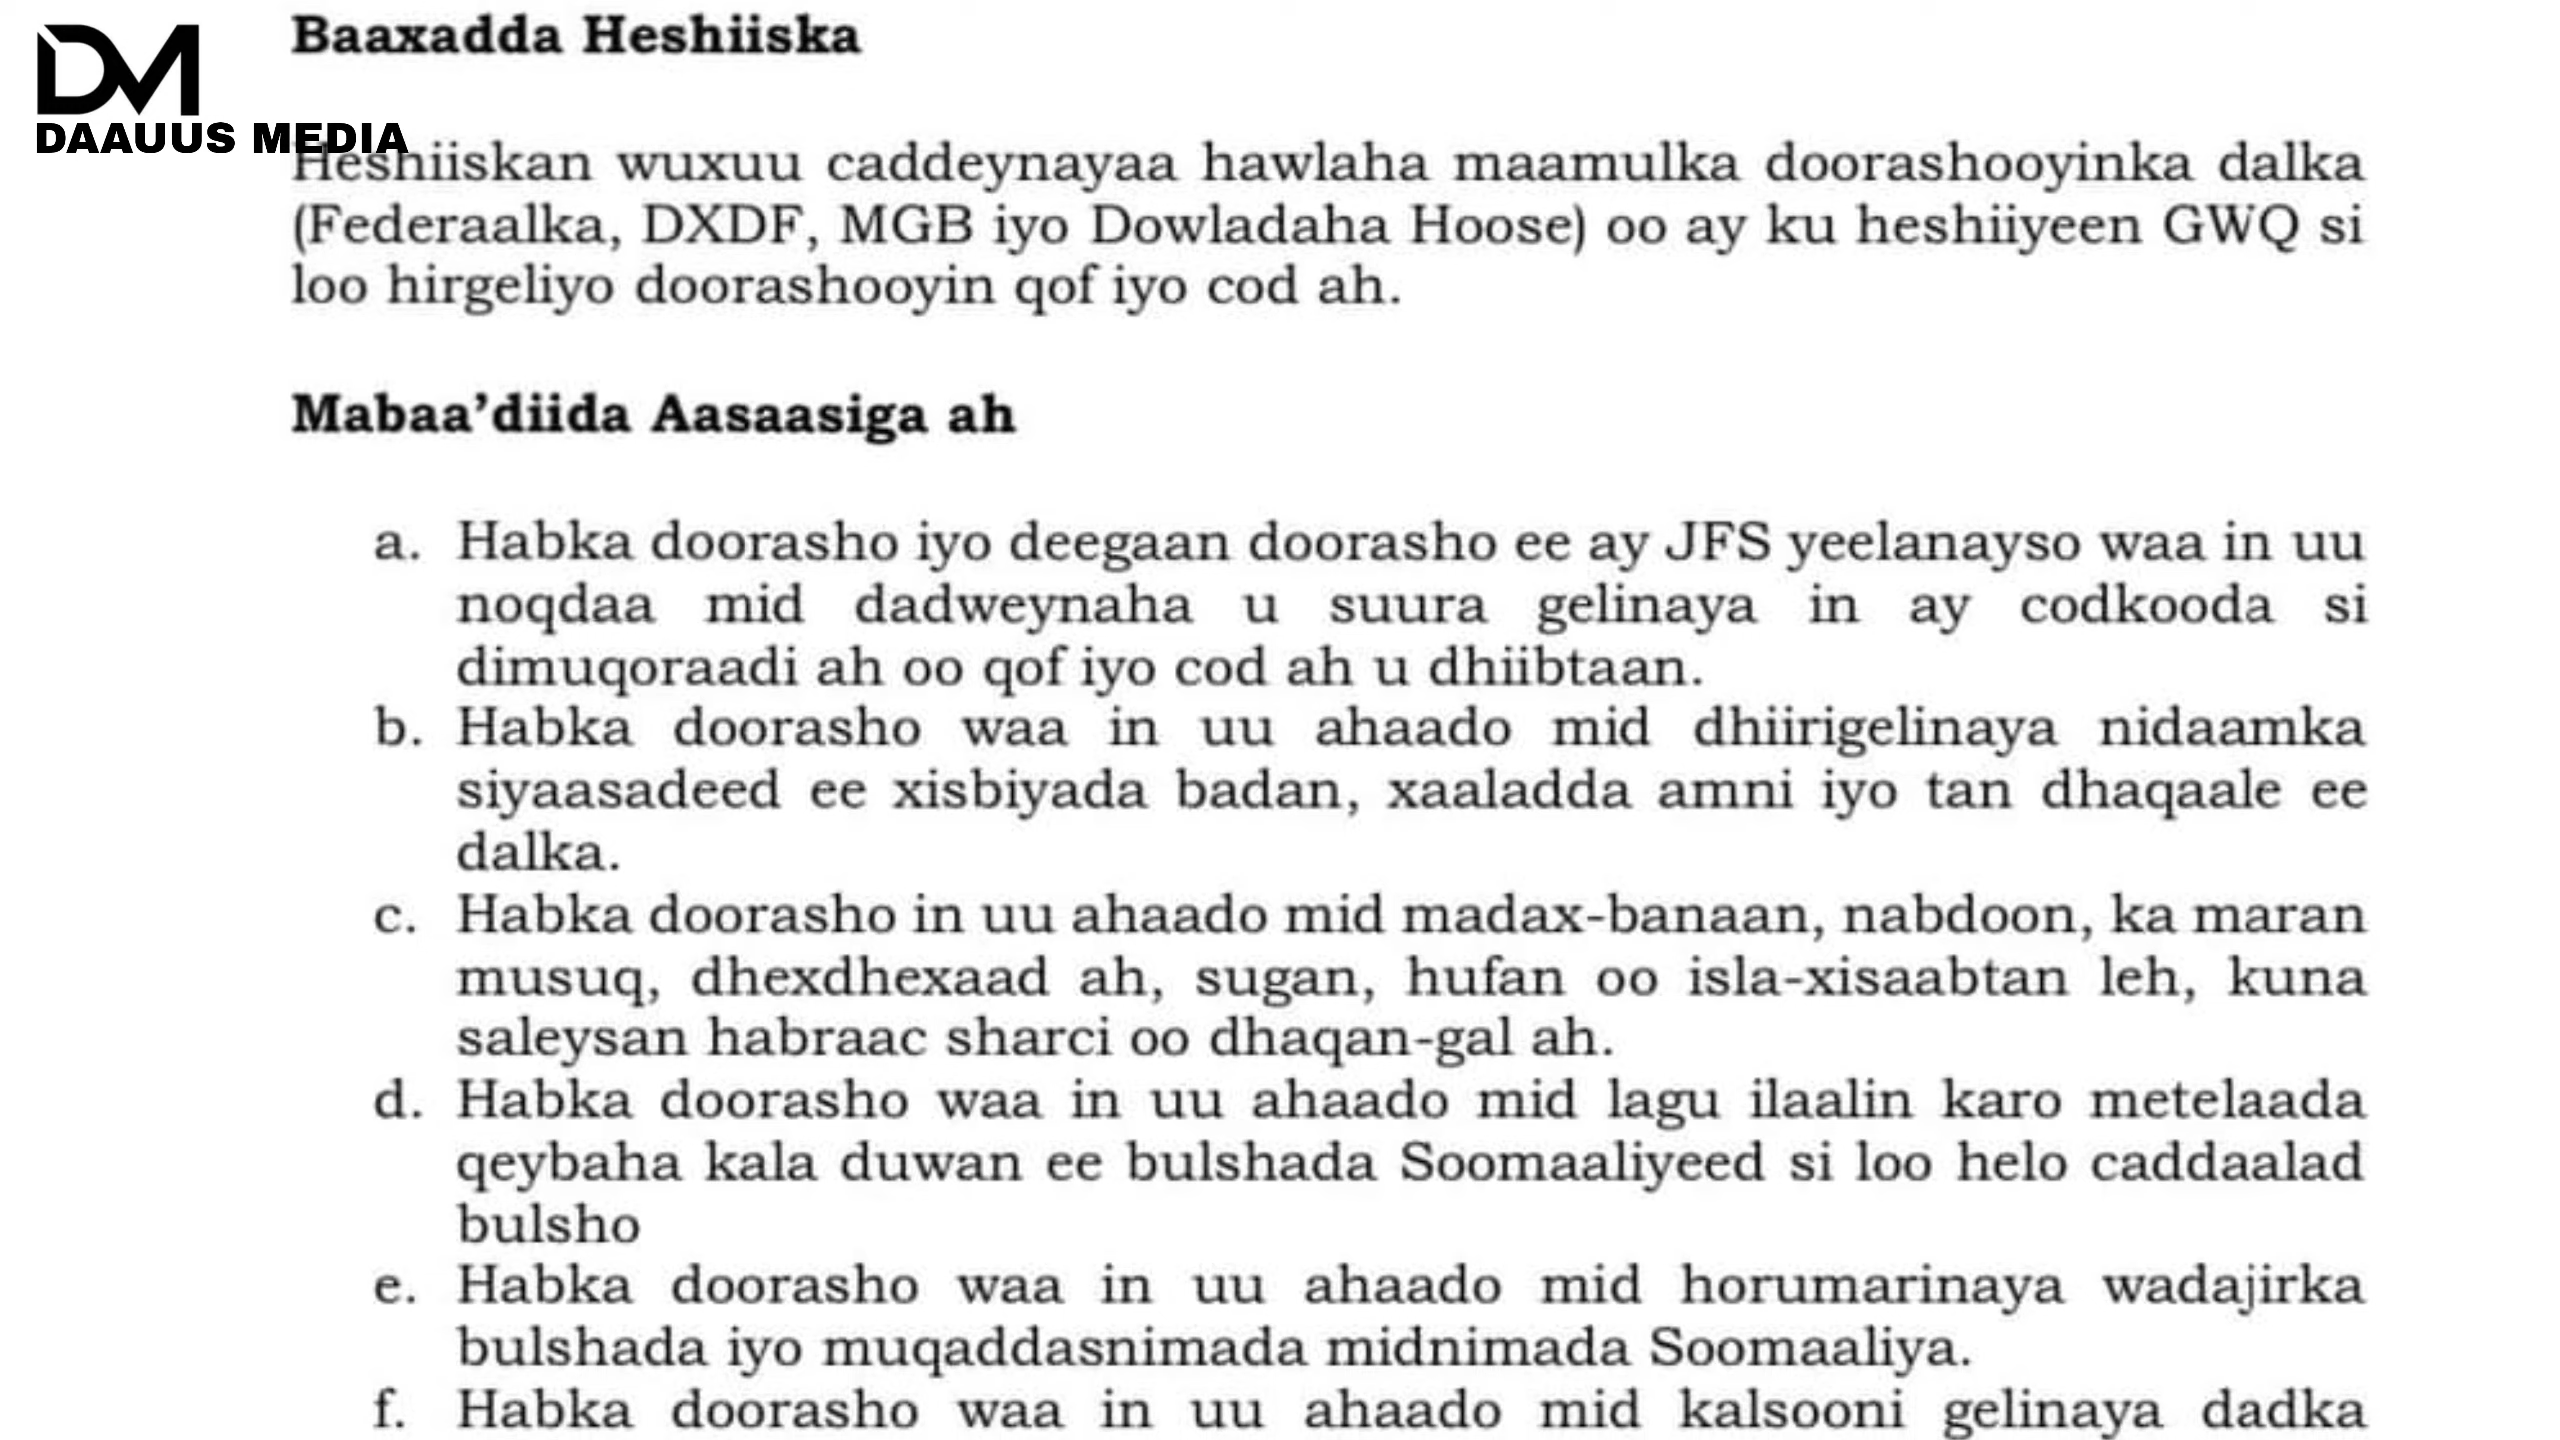 Baaxadda Heshiiska
DM
DAAUUS MEDIA
Heshiiskan wuxuu caddeynayaa hawlaha maamulka doorashooyinka dalka
(Federaalka, DXDF, MGB iyo Dowladaha Hoose) oo ay ku heshiiyeen GWQ si
loo hirgeliyo doorashooyin qof iyo cod ah.
Mabaa’diida Aasaasiga ah
a. Habka doorasho iyo deegaan doorasho ee ay JFS yeelanayso waa in uu
noqdaa mid dadweynaha u suura gelinaya in ay codkooda si
dimuqoraadi ah oo qof iyo cod ah u dhiibtaan.
b. Habka doorasho waa in uu ahaado mid dhiirigelinaya nidaamka
siyaasadeed ee xisbiyada badan, xaaladda amni iyo tan dhaqaale ee
dalka.
c. Habka doorasho in uu ahaado mid madax-banaan, nabdoon, ka maran
musuq, dhexdhexaad ah, sugan, hufan oo isla-xisaabtan leh, kuna
saleysan habraac sharci oo dhaqan-gal ah.
d. Habka doorasho waa in uu ahaado mid lagu ilaalin karo metelaada
qeybaha kala duwan ee bulshada Soomaaliyeed si loo helo caddaalad
bulsho
e. Habka doorasho waa in uu ahaado mid horumarinaya wadajirka
bulshada iyo muqaddasnimada midnimada Soomaaliya.
f. Habka doorasho waa in uu ahaado mid kalsooni gelinaya dadka